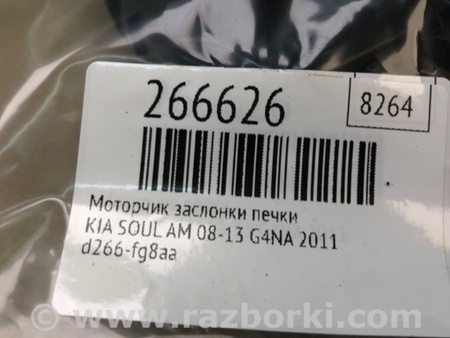 266626
8264
Моторчик заслонки печки
KIA SOUL AM 08-13 G4NA 2011
d266-fg8aa
© www.razborki.com